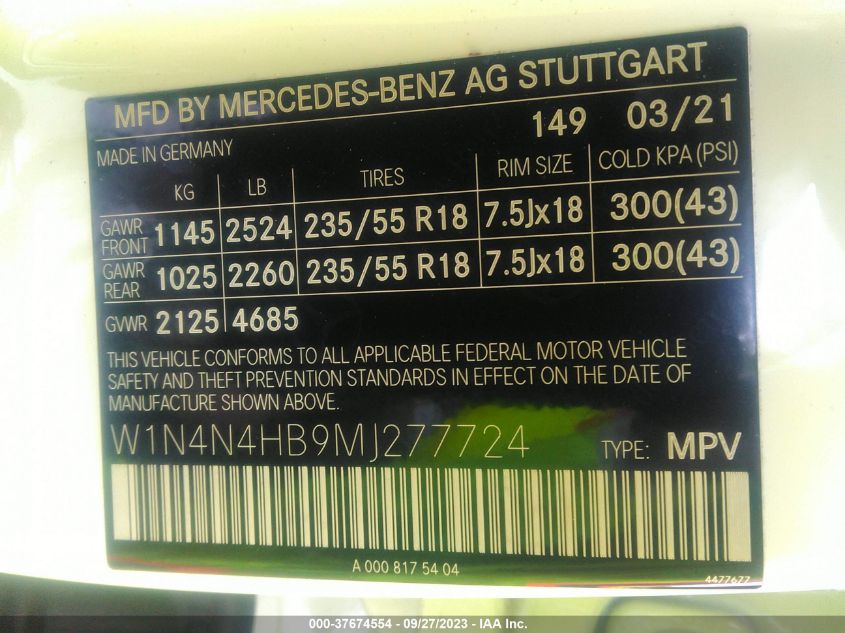 MFD BY MERCEDES-BENZ AG STUTTGART
149 03/21
MADE IN GERMANY
KG LB TIRES RIM SIZE COLD KPA (PSI)
GAWR FRONT 1145 2524 235/55 R18 7.5Jx18 300(43)
GAWR REAR 1025 2260 235/55 R18 7.5Jx18 300(43)
GVWR 2125 4685
THIS VEHICLE CONFORMS TO ALL APPLICABLE FEDERAL MOTOR VEHICLE
SAFETY AND THEFT PREVENTION STANDARDS IN EFFECT ON THE DATE OF
MANUFACTURE SHOWN ABOVE.
W1N4N4HB9MJ277724 TYPE: MPV
A 000 817 54 04
4477677
000-37674554 - 09/27/2023 - IAA Inc.